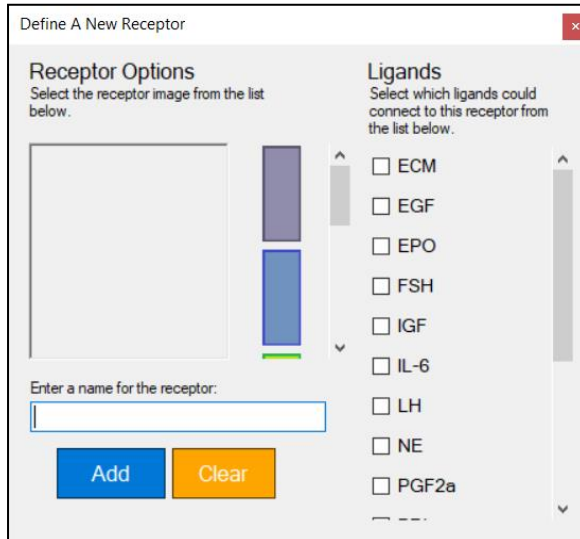 Define A New Receptor
Receptor Options
Select the receptor image from the list
below.
Enter a name for the receptor:
Add
Clear
Ligands
Select which ligands could
connect to this receptor from
the list below.
ECM
EGF
EPO
FSH
IGF
IL-6
LH
NE
PGF2a